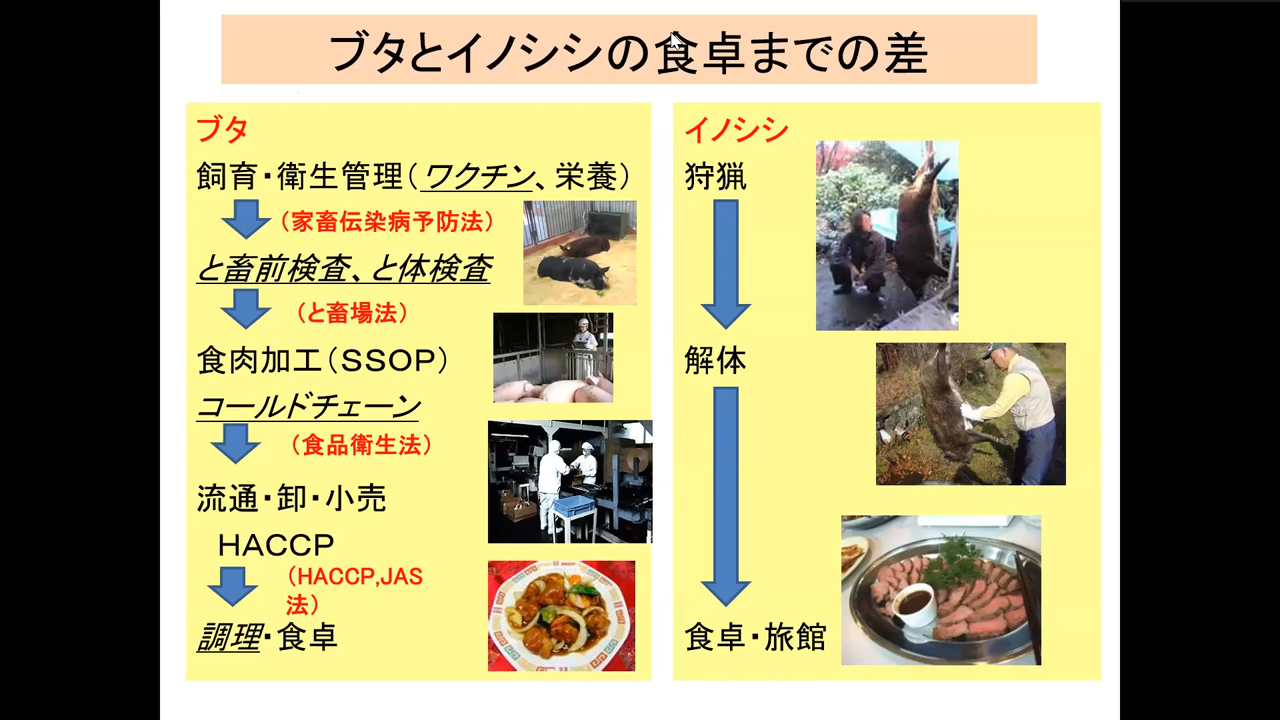 ブタとイノシシの食卓までの差
ブタ
飼育・衛生管理（ワクチン、栄養）
（家畜伝染病予防法）
と畜前検査、と体検査
（と畜場法）
食肉加工（SSOP）
コールドチェーン
（食品衛生法）
流通・卸・小売
HACCP
（HACCP,JAS
法）
調理・食卓
イノシシ
狩猟
解体
食卓・旅館